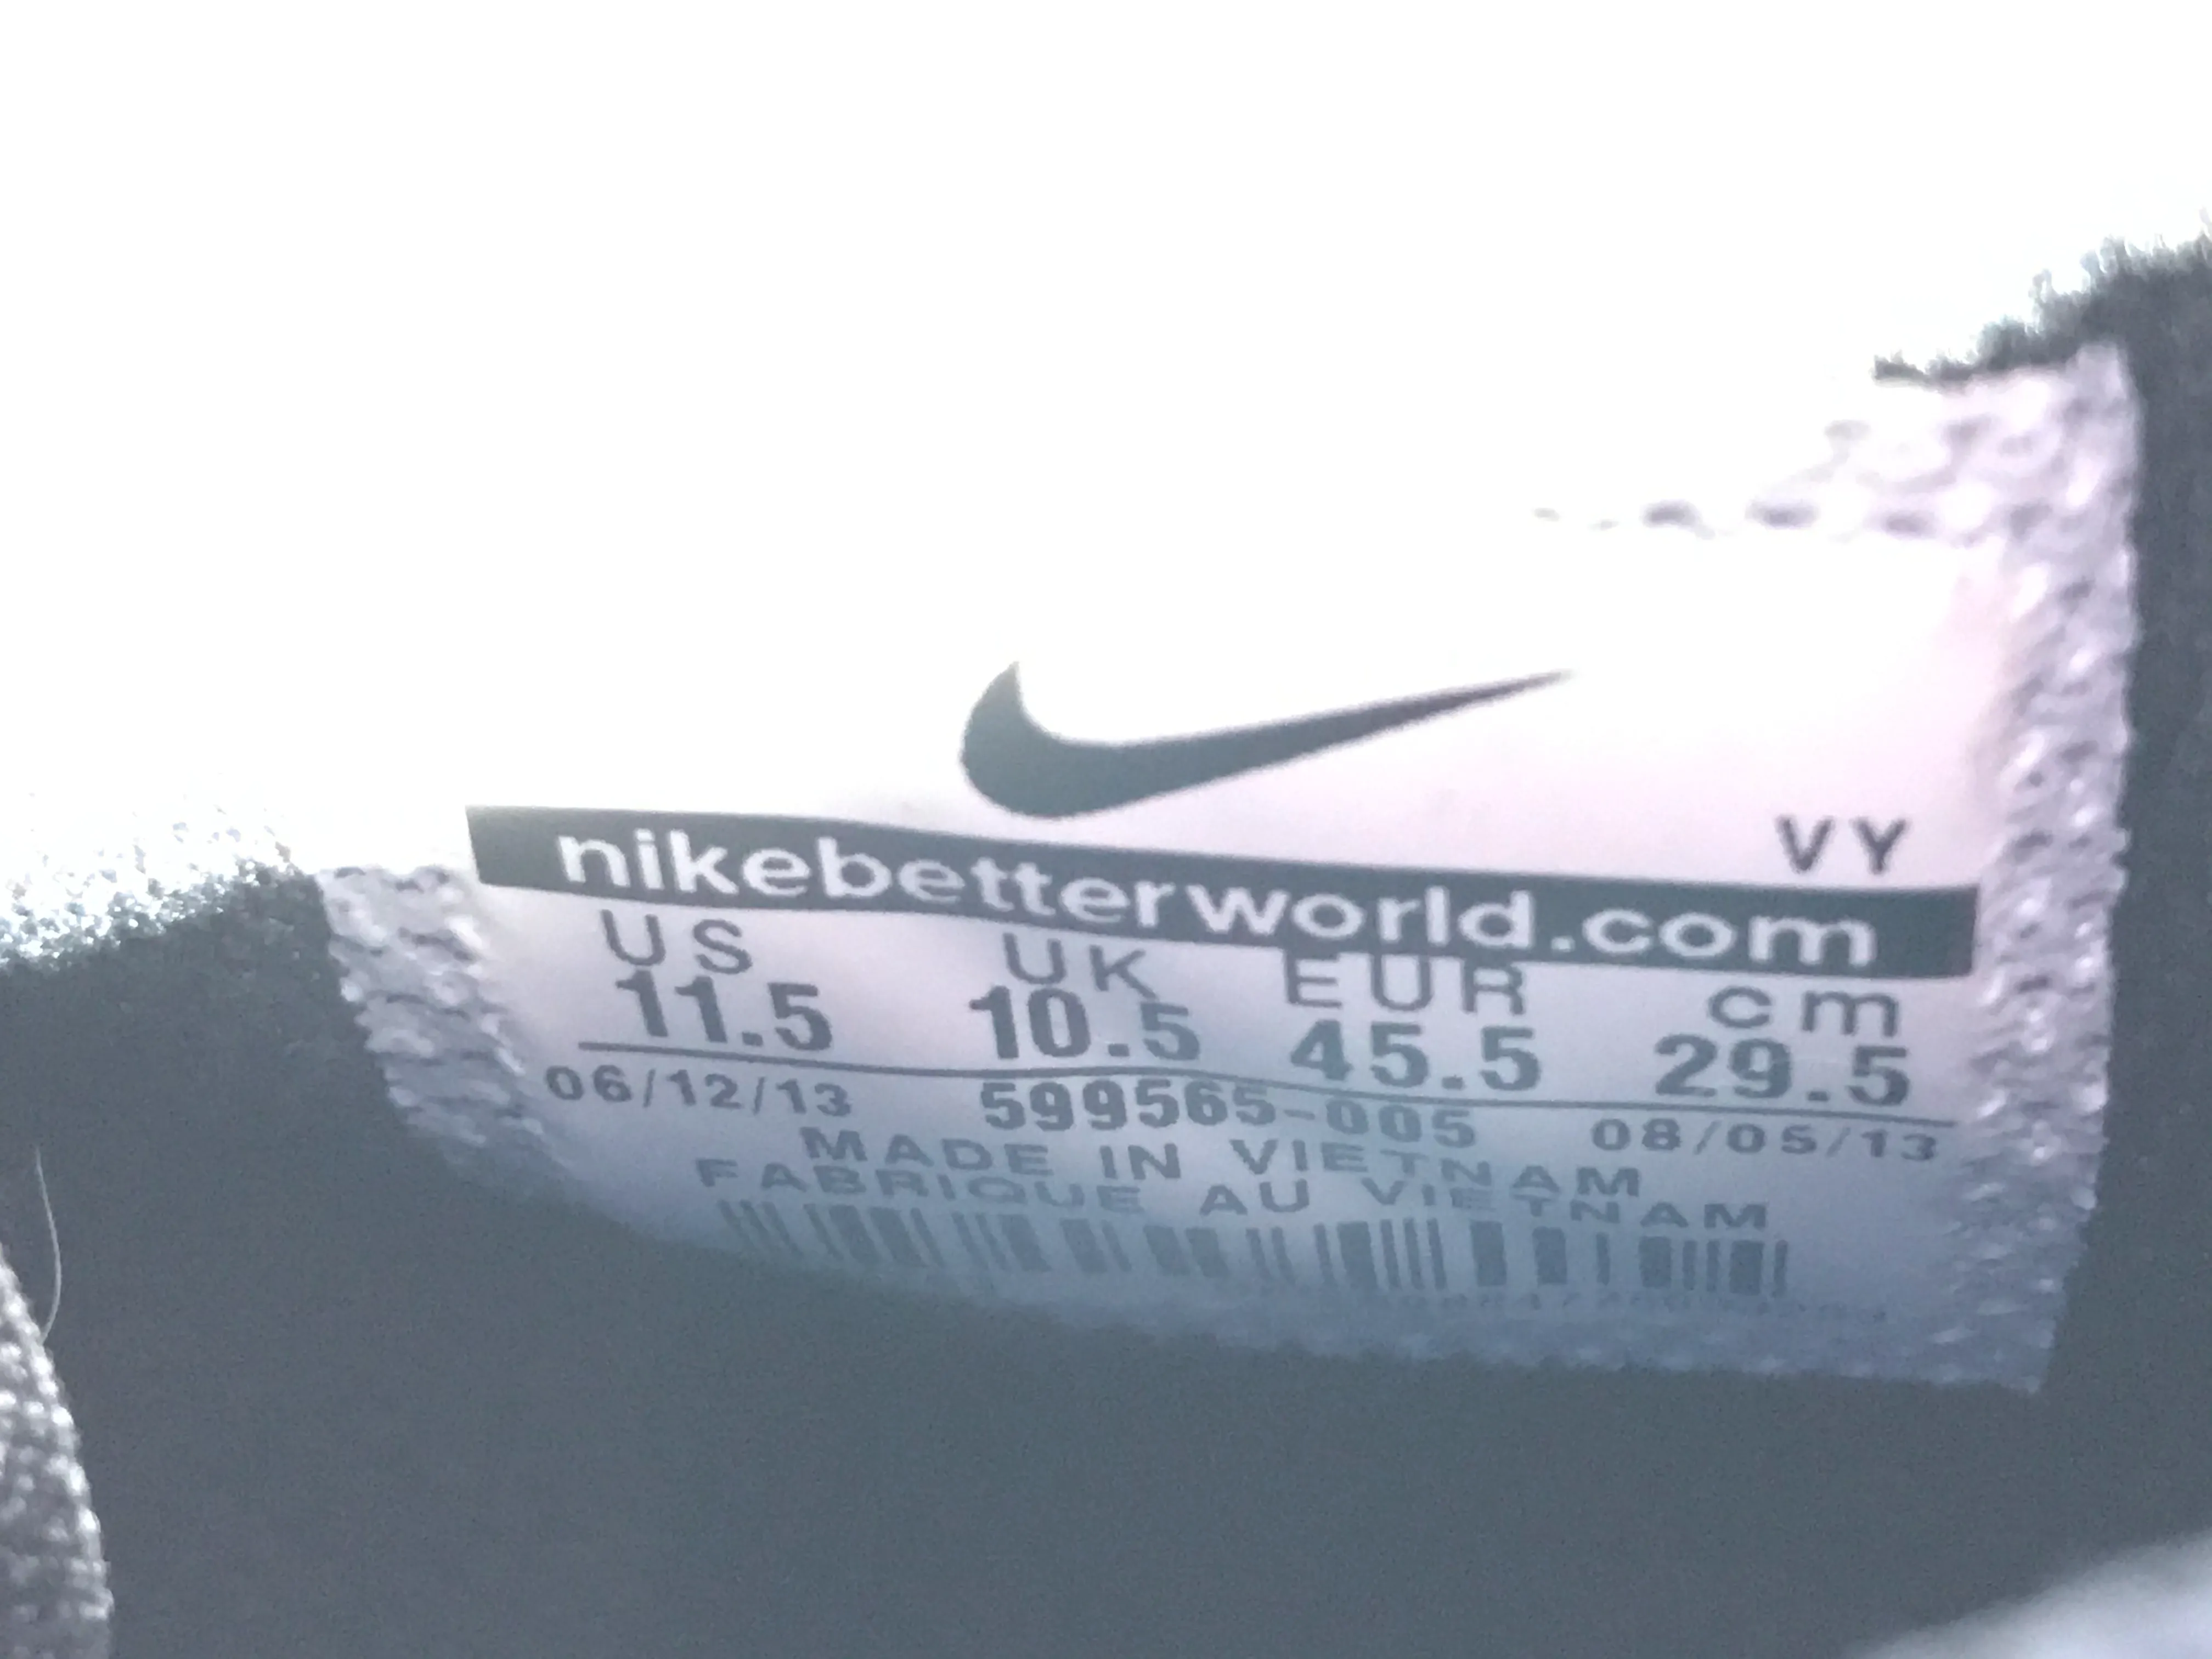 VY
nikebetterworld.com
US UK EUR cm
11.5 10.5 45.5 29.5
06/12/13 599565-005 08/05/13
MADE IN VIETNAM
FABRIQUE AU VIETNAM